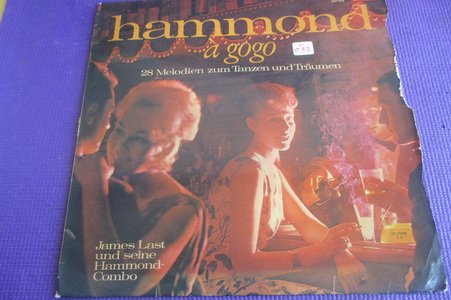 hammond
à gogo
28 Melodien zum Tanzen und Träumen
James Last
und seine
Hammond-
Combo